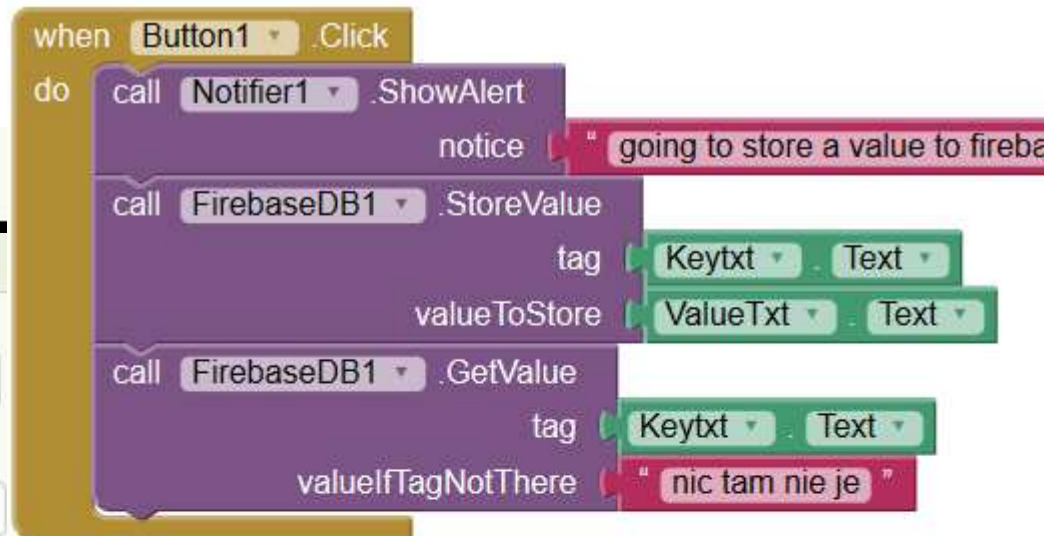 when Button1 .Click
do call Notifier1 .ShowAlert
notice " going to store a value to fireba
call FirebaseDB1 .StoreValue
tag Keytxt . Text
valueToStore ValueTxt . Text
call FirebaseDB1 .GetValue
tag Keytxt . Text
valueIfTagNotThere " nic tam nie je "